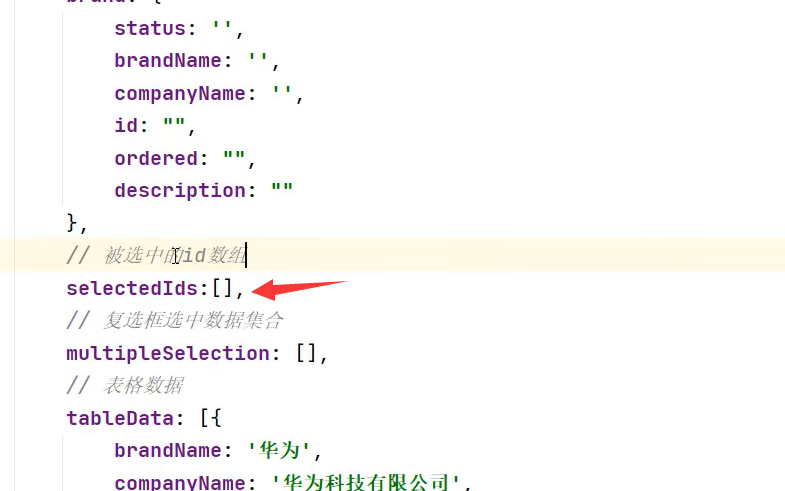 brand: {
status: '',
brandName: '',
companyName: '',
id: "",
ordered: "",
description: ""
},
// 被选中的id数组
selectedIds:[],
// 复选框选中数据集合
multipleSelection: [],
// 表格数据
tableData: [{
brandName: '华为',
companyName: '华为科技有限公司',